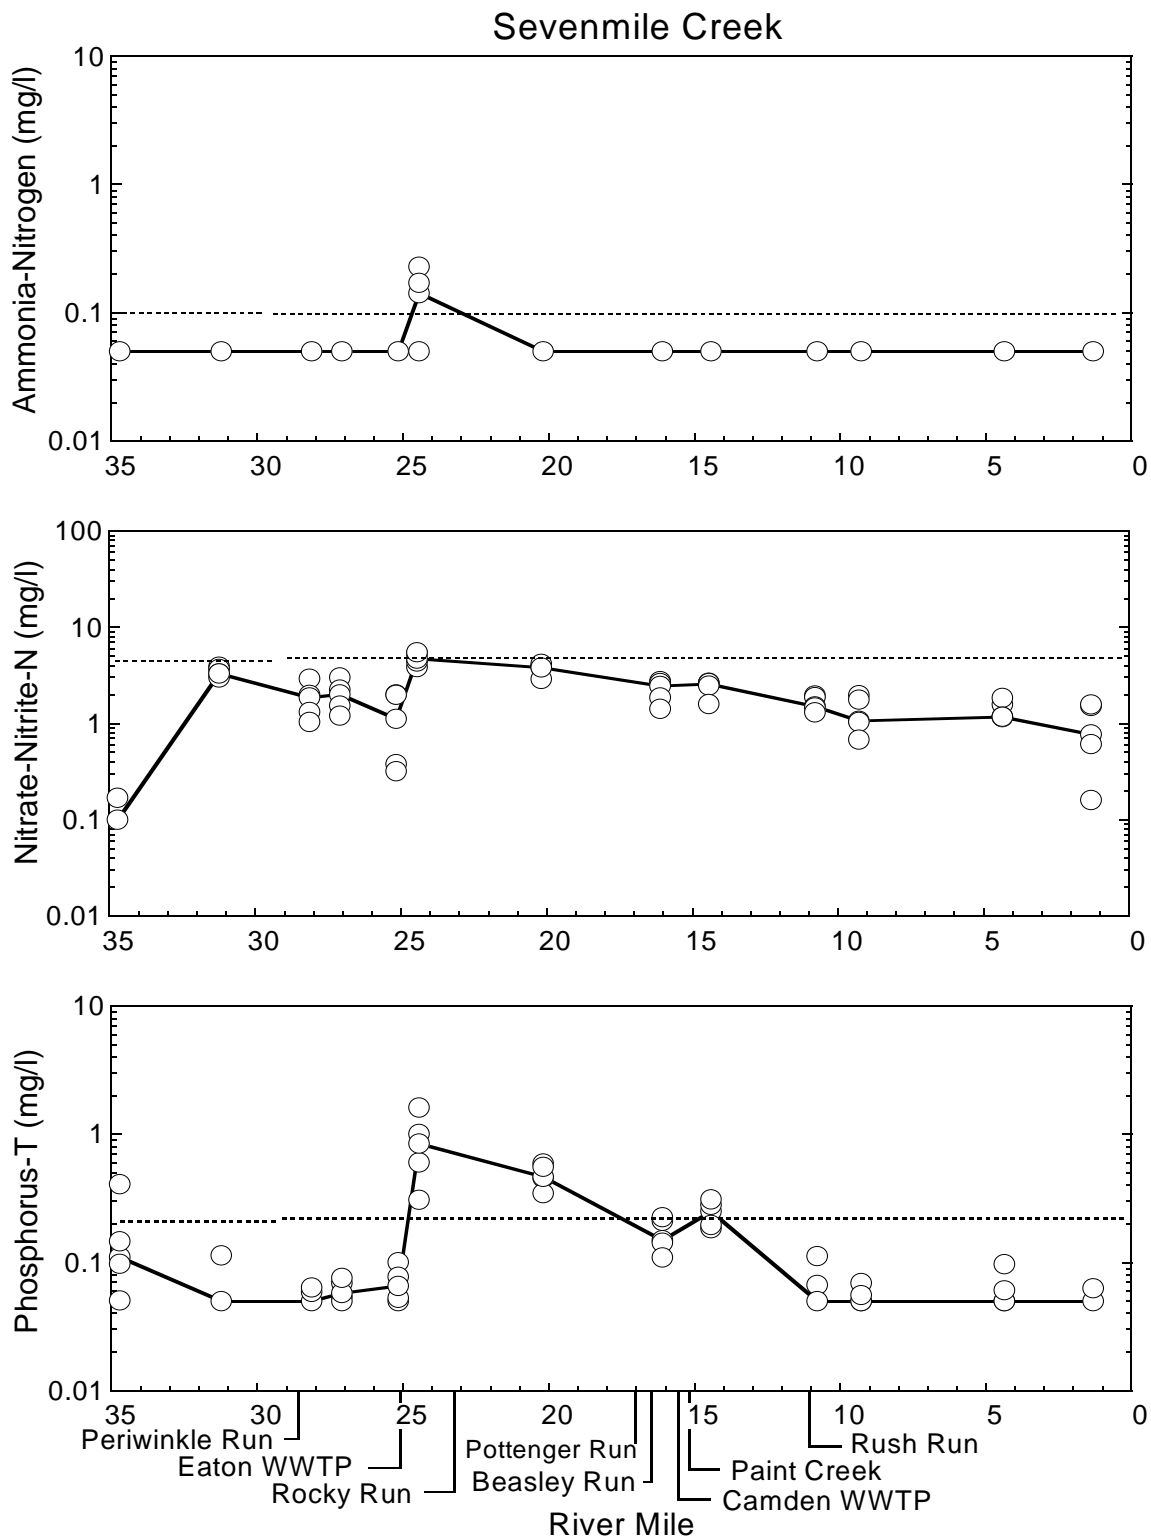 Sevenmile Creek
Ammonia-Nitrogen (mg/l)
10
1
0.1
0.01
35 30 25 20 15 10 5 0
Nitrate-Nitrite-N (mg/l)
100
10
1
0.1
0.01
35 30 25 20 15 10 5 0
Phosphorus-T (mg/l)
10
1
0.1
0.01
35 30 25 20 15 10 5 0
Periwinkle Run
Eaton WWTP
Rocky Run
Pottenger Run
Beasley Run
Rush Run
Paint Creek
Camden WWTP
River Mile